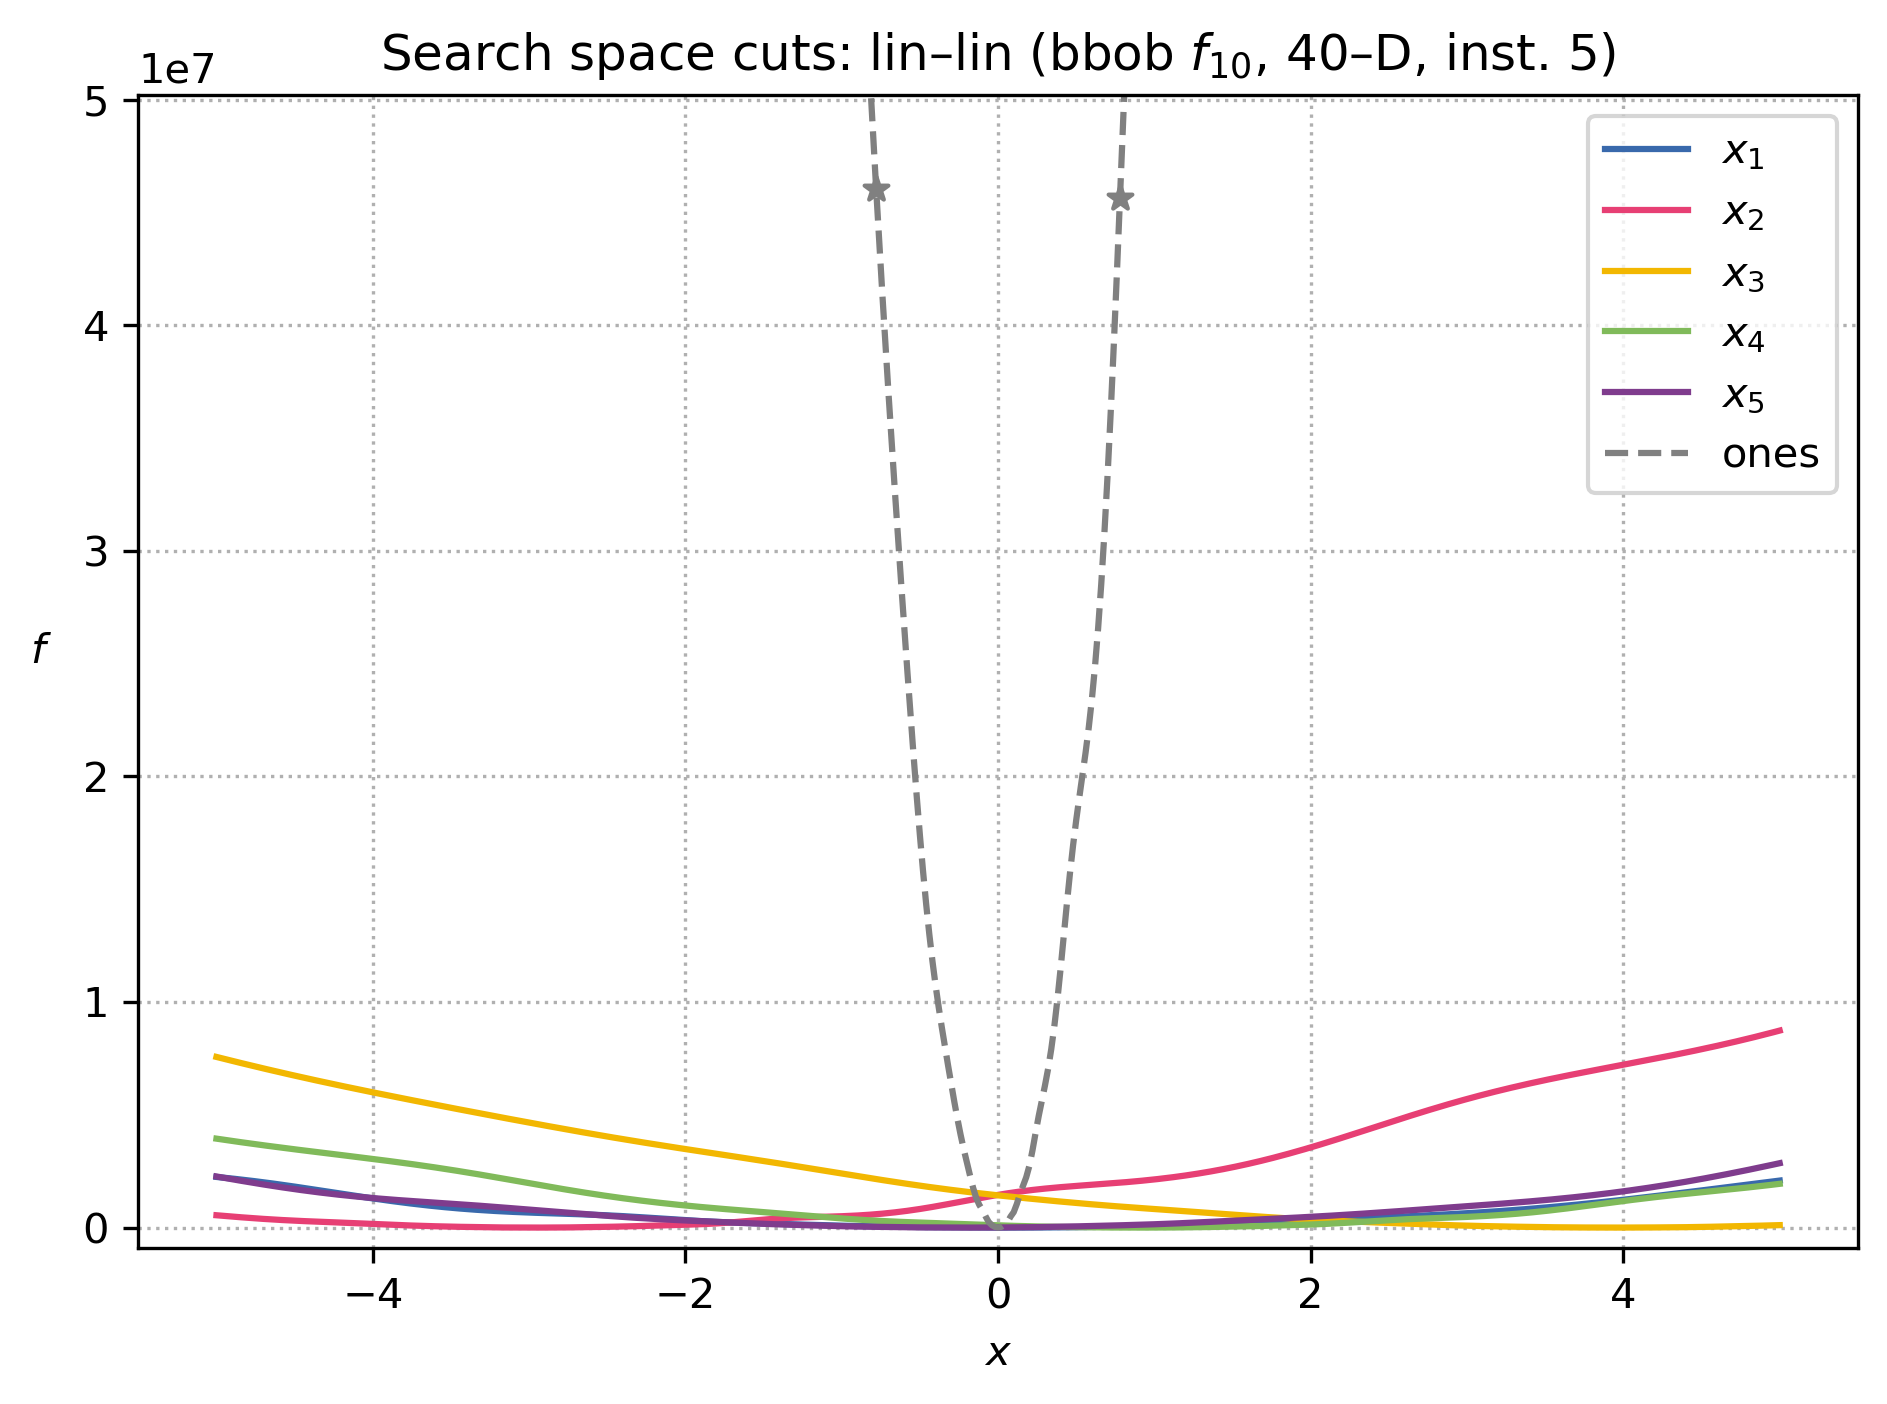 Search space cuts: lin–lin (bbob f10, 40–D, inst. 5)
1e7
5
4
3
2
1
0
f
−4
−2
0
2
4
x
x1
x2
x3
x4
x5
ones